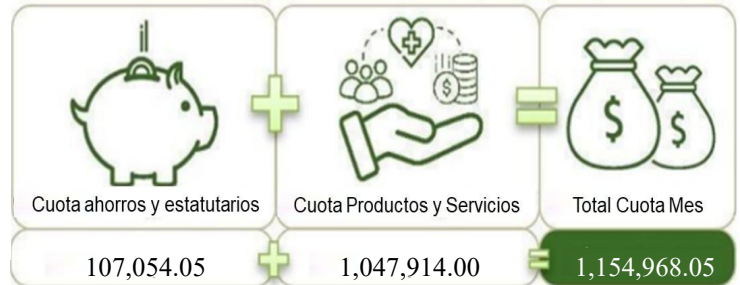 Cuota ahorros y estatutarios
Cuota Productos y Servicios
Total Cuota Mes
107,054.05
1,047,914.00
1,154,968.05